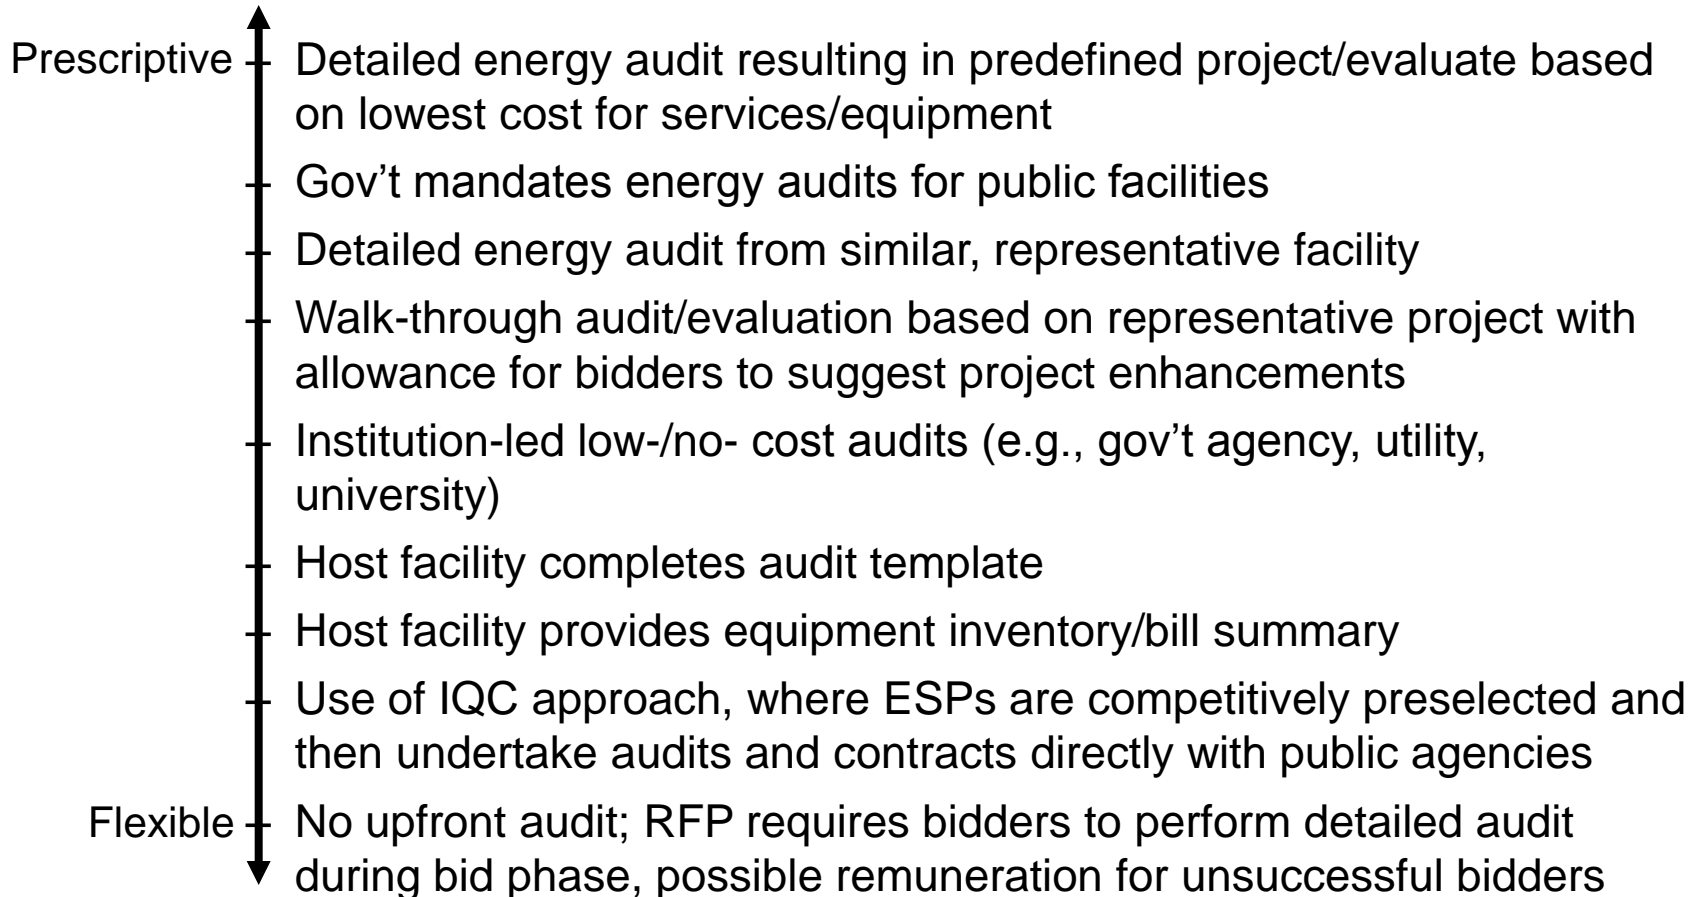 Prescriptive
Detailed energy audit resulting in predefined project/evaluate based
on lowest cost for services/equipment
Gov’t mandates energy audits for public facilities
Detailed energy audit from similar, representative facility
Walk-through audit/evaluation based on representative project with
allowance for bidders to suggest project enhancements
Institution-led low-/no- cost audits (e.g., gov’t agency, utility,
university)
Host facility completes audit template
Host facility provides equipment inventory/bill summary
Use of IQC approach, where ESPs are competitively preselected and
then undertake audits and contracts directly with public agencies
Flexible
No upfront audit; RFP requires bidders to perform detailed audit
during bid phase, possible remuneration for unsuccessful bidders